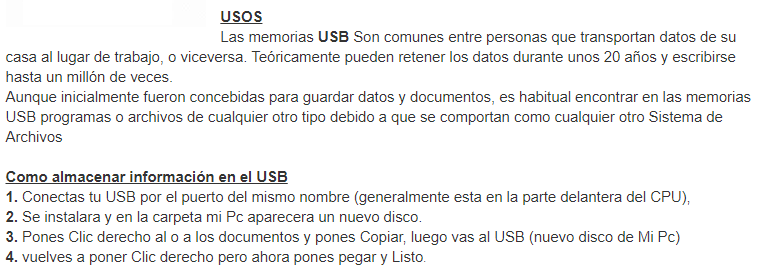 USOS
Las memorias USB Son comunes entre personas que transportan datos de su
casa al lugar de trabajo, o viceversa. Teóricamente pueden retener los datos durante unos 20 años y escribirse
hasta un millón de veces.
Aunque inicialmente fueron concebidas para guardar datos y documentos, es habitual encontrar en las memorias
USB programas o archivos de cualquier otro tipo debido a que se comportan como cualquier otro Sistema de
Archivos
Como almacenar información en el USB
1. Conectas tu USB por el puerto del mismo nombre (generalmente esta en la parte delantera del CPU),
2. Se instalara y en la carpeta mi Pc aparecera un nuevo disco.
3. Pones Clic derecho al o a los documentos y pones Copiar, luego vas al USB (nuevo disco de Mi Pc)
4. vuelves a poner Clic derecho pero ahora pones pegar y Listo.